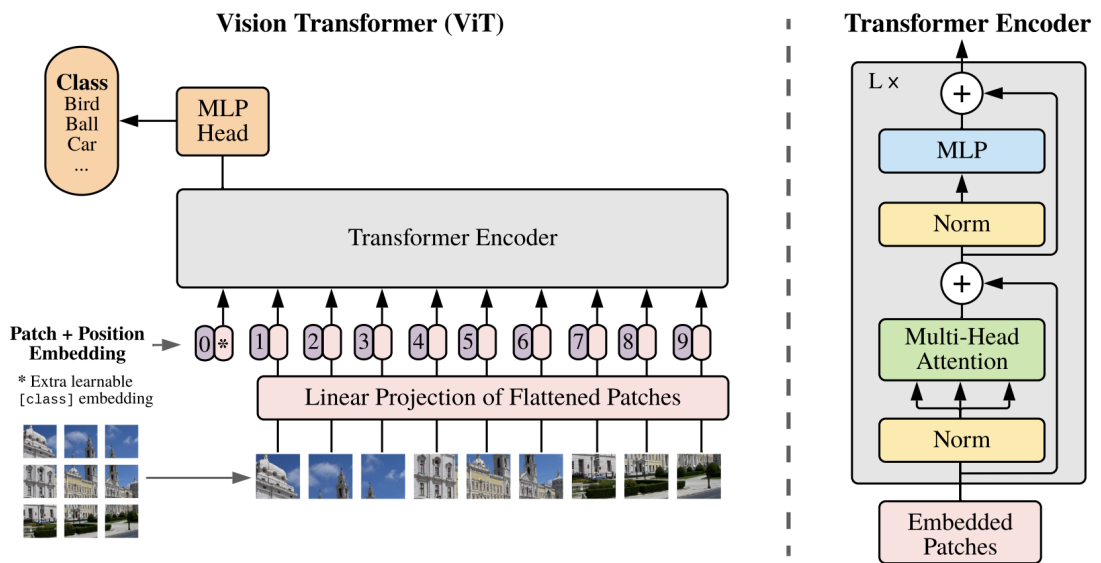 Vision Transformer (ViT)
Class
Bird
Ball
Car
...
MLP
Head
Transformer Encoder
Patch + Position
Embedding
0 * 1 2 3 4 5 6 7 8 9
* Extra learnable
[class] embedding
Linear Projection of Flattened Patches
Transformer Encoder
L ×
+
MLP
Norm
+
Multi-Head
Attention
Norm
Embedded
Patches